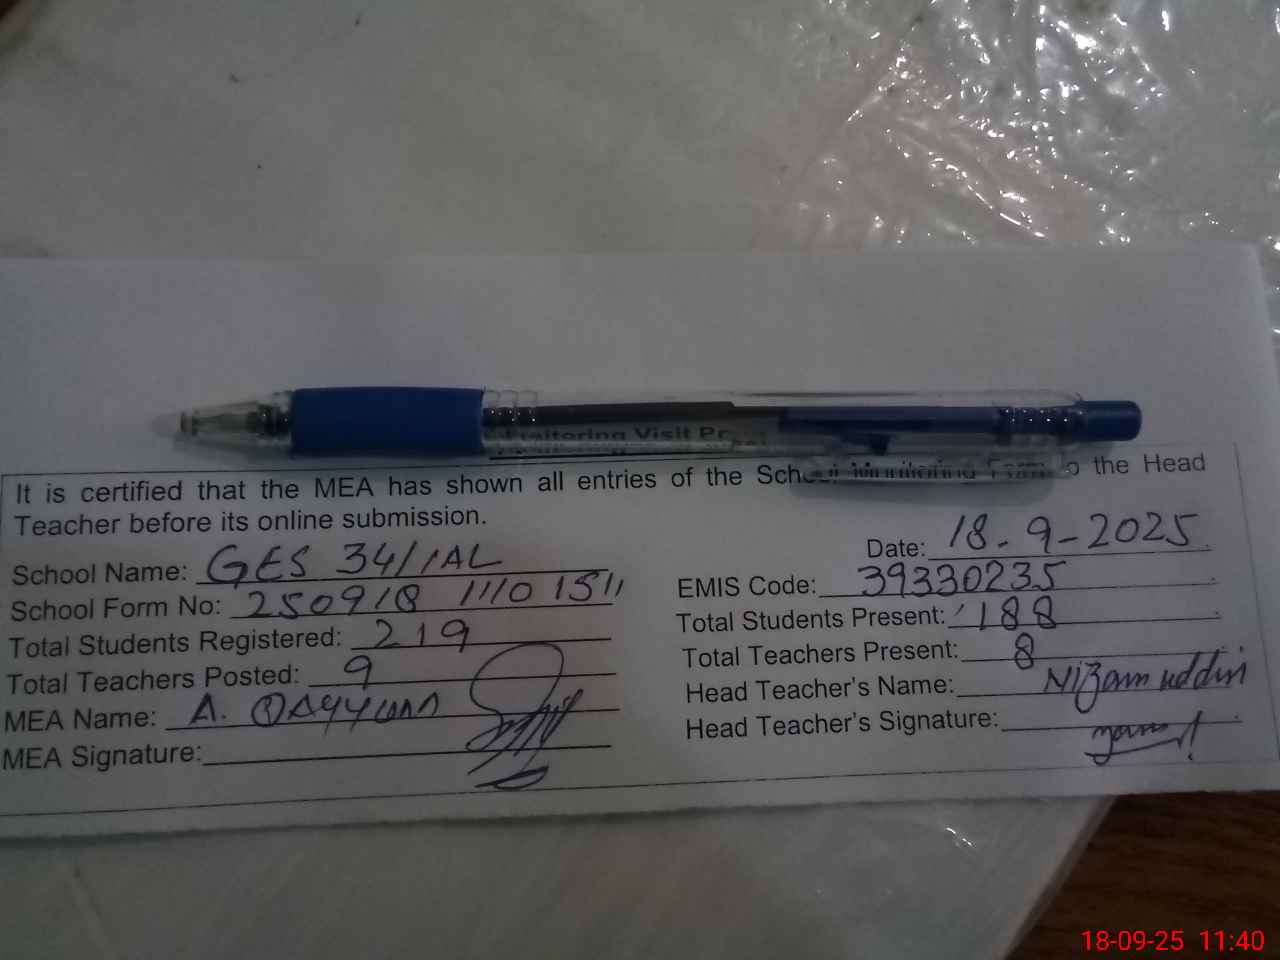 Monitoring Visit Pr
It is certified that the MEA has shown all entries of the School Monitoring Form to the Head
Teacher before its online submission.
Date: 18-9-2025
School Name: GES 34/1AL
EMIS Code: 39330235
School Form No: 250918 1110 1511
Total Students Present: 188
Total Students Registered: 219
Total Teachers Present: 8
Total Teachers Posted: 9
Head Teacher's Name: Nizam uddin
MEA Name: A. Qayyum
Head Teacher's Signature:
MEA Signature:
18-09-25 11:40